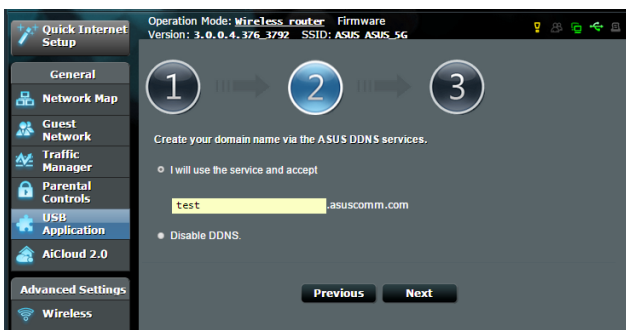 Quick Internet
Setup
Operation Mode: Wireless router Firmware
Version: 3.0.0.4.376_3792 SSID: ASUS ASUS_5G
General
Network Map
Guest
Network
Traffic
Manager
Parental
Controls
USB
Application
AiCloud 2.0
Advanced Settings
Wireless
1
2
3
Create your domain name via the ASUS DDNS services.
I will use the service and accept
test .asuscomm.com
Disable DDNS.
Previous Next